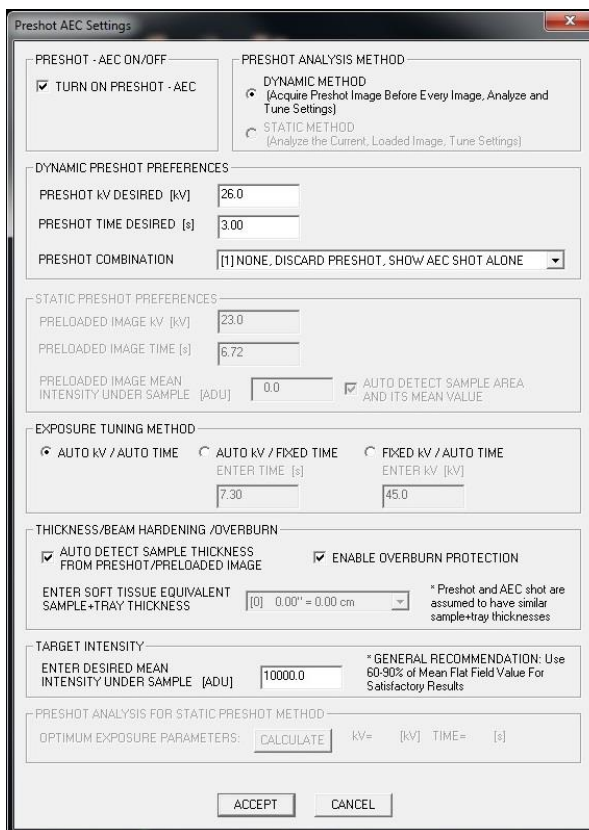 Preshot AEC Settings
PRESHOT - AEC ON/OFF
TURN ON PRESHOT - AEC
PRESHOT ANALYSIS METHOD
DYNAMIC METHOD
(Acquire Preshot Image Before Every Image, Analyze and
Tune Settings)
STATIC METHOD
(Analyze the Current, Loaded Image, Tune Settings)
DYNAMIC PRESHOT PREFERENCES
PRESHOT kV DESIRED [kV]
26.0
PRESHOT TIME DESIRED [s]
3.00
PRESHOT COMBINATION
[1] NONE, DISCARD PRESHOT, SHOW AEC SHOT ALONE
STATIC PRESHOT PREFERENCES
PRELOADED IMAGE kV [kV]
23.0
PRELOADED IMAGE TIME [s]
6.72
PRELOADED IMAGE MEAN
INTENSITY UNDER SAMPLE [ADU]
0.0
AUTO DETECT SAMPLE AREA
AND ITS MEAN VALUE
EXPOSURE TUNING METHOD
AUTO kV / AUTO TIME
AUTO kV / FIXED TIME
FIXED kV / AUTO TIME
ENTER TIME [s]
ENTER kV [kV]
7.30
45.0
THICKNESS/BEAM HARDENING /OVERBURN
AUTO DETECT SAMPLE THICKNESS
FROM PRESHOT/PRELOADED IMAGE
ENABLE OVERBURN PROTECTION
ENTER SOFT TISSUE EQUIVALENT
SAMPLE+TRAY THICKNESS
[0] 0.00" = 0.00 cm
* Preshot and AEC shot are
assumed to have similar
sample+tray thicknesses
TARGET INTENSITY
ENTER DESIRED MEAN
INTENSITY UNDER SAMPLE [ADU]
10000.0
* GENERAL RECOMMENDATION: Use
60-90% of Mean Flat Field Value For
Satisfactory Results
PRESHOT ANALYSIS FOR STATIC PRESHOT METHOD
OPTIMUM EXPOSURE PARAMETERS:
CALCULATE
kV= [kV] TIME= [s]
ACCEPT
CANCEL